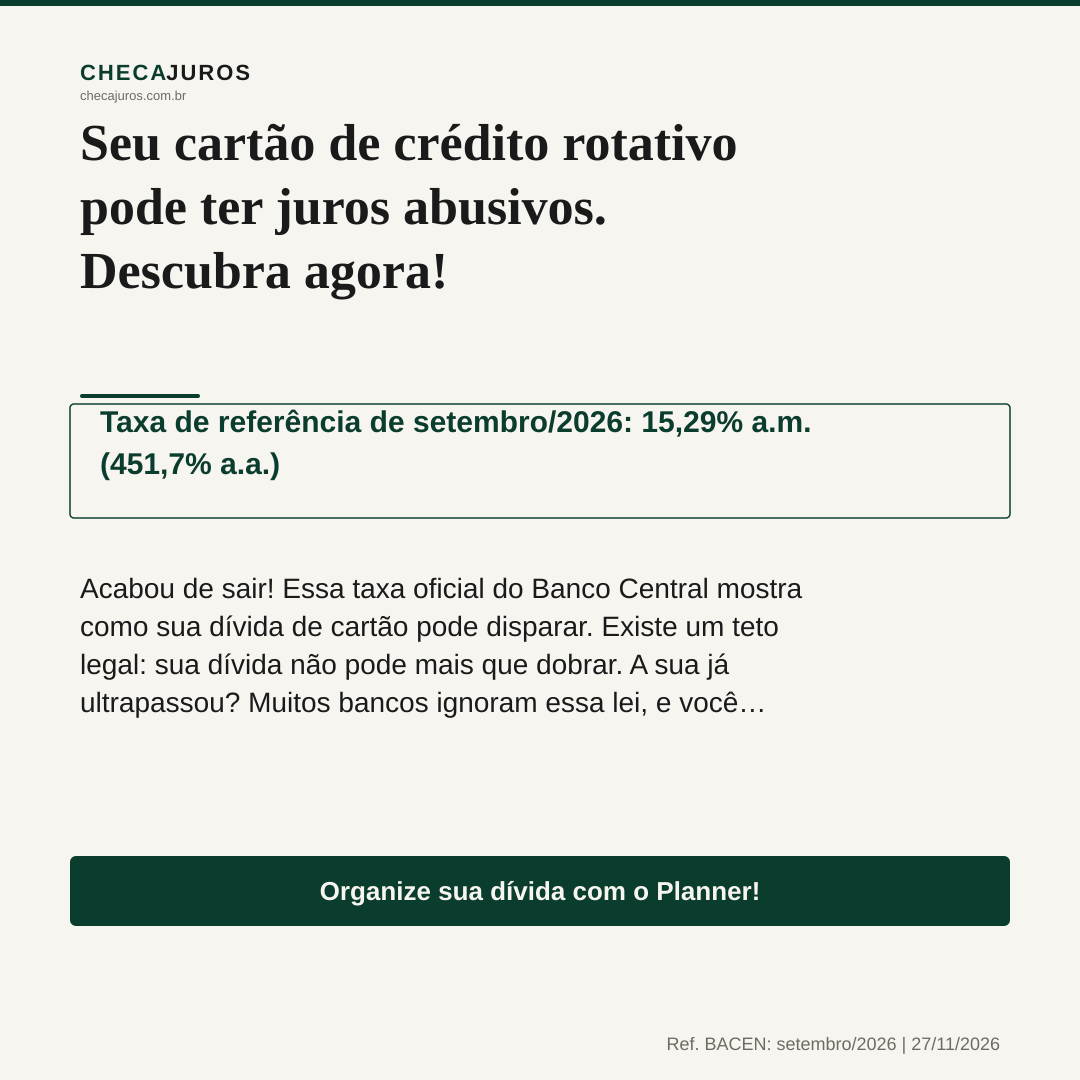 CHECAJUROS
checajuros.com.br
Seu cartão de crédito rotativo
pode ter juros abusivos.
Descubra agora!
Taxa de referência de setembro/2026: 15,29% a.m.
(451,7% a.a.)
Acabou de sair! Essa taxa oficial do Banco Central mostra
como sua dívida de cartão pode disparar. Existe um teto
legal: sua dívida não pode mais que dobrar. A sua já
ultrapassou? Muitos bancos ignoram essa lei, e você…
Organize sua dívida com o Planner!
Ref. BACEN: setembro/2026 | 27/11/2026